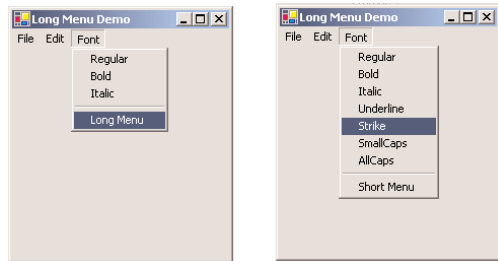 Long Menu Demo
File Edit Font
Regular
Bold
Italic
Long Menu
Long Menu Demo
File Edit Font
Regular
Bold
Italic
Underline
Strike
SmallCaps
AllCaps
Short Menu